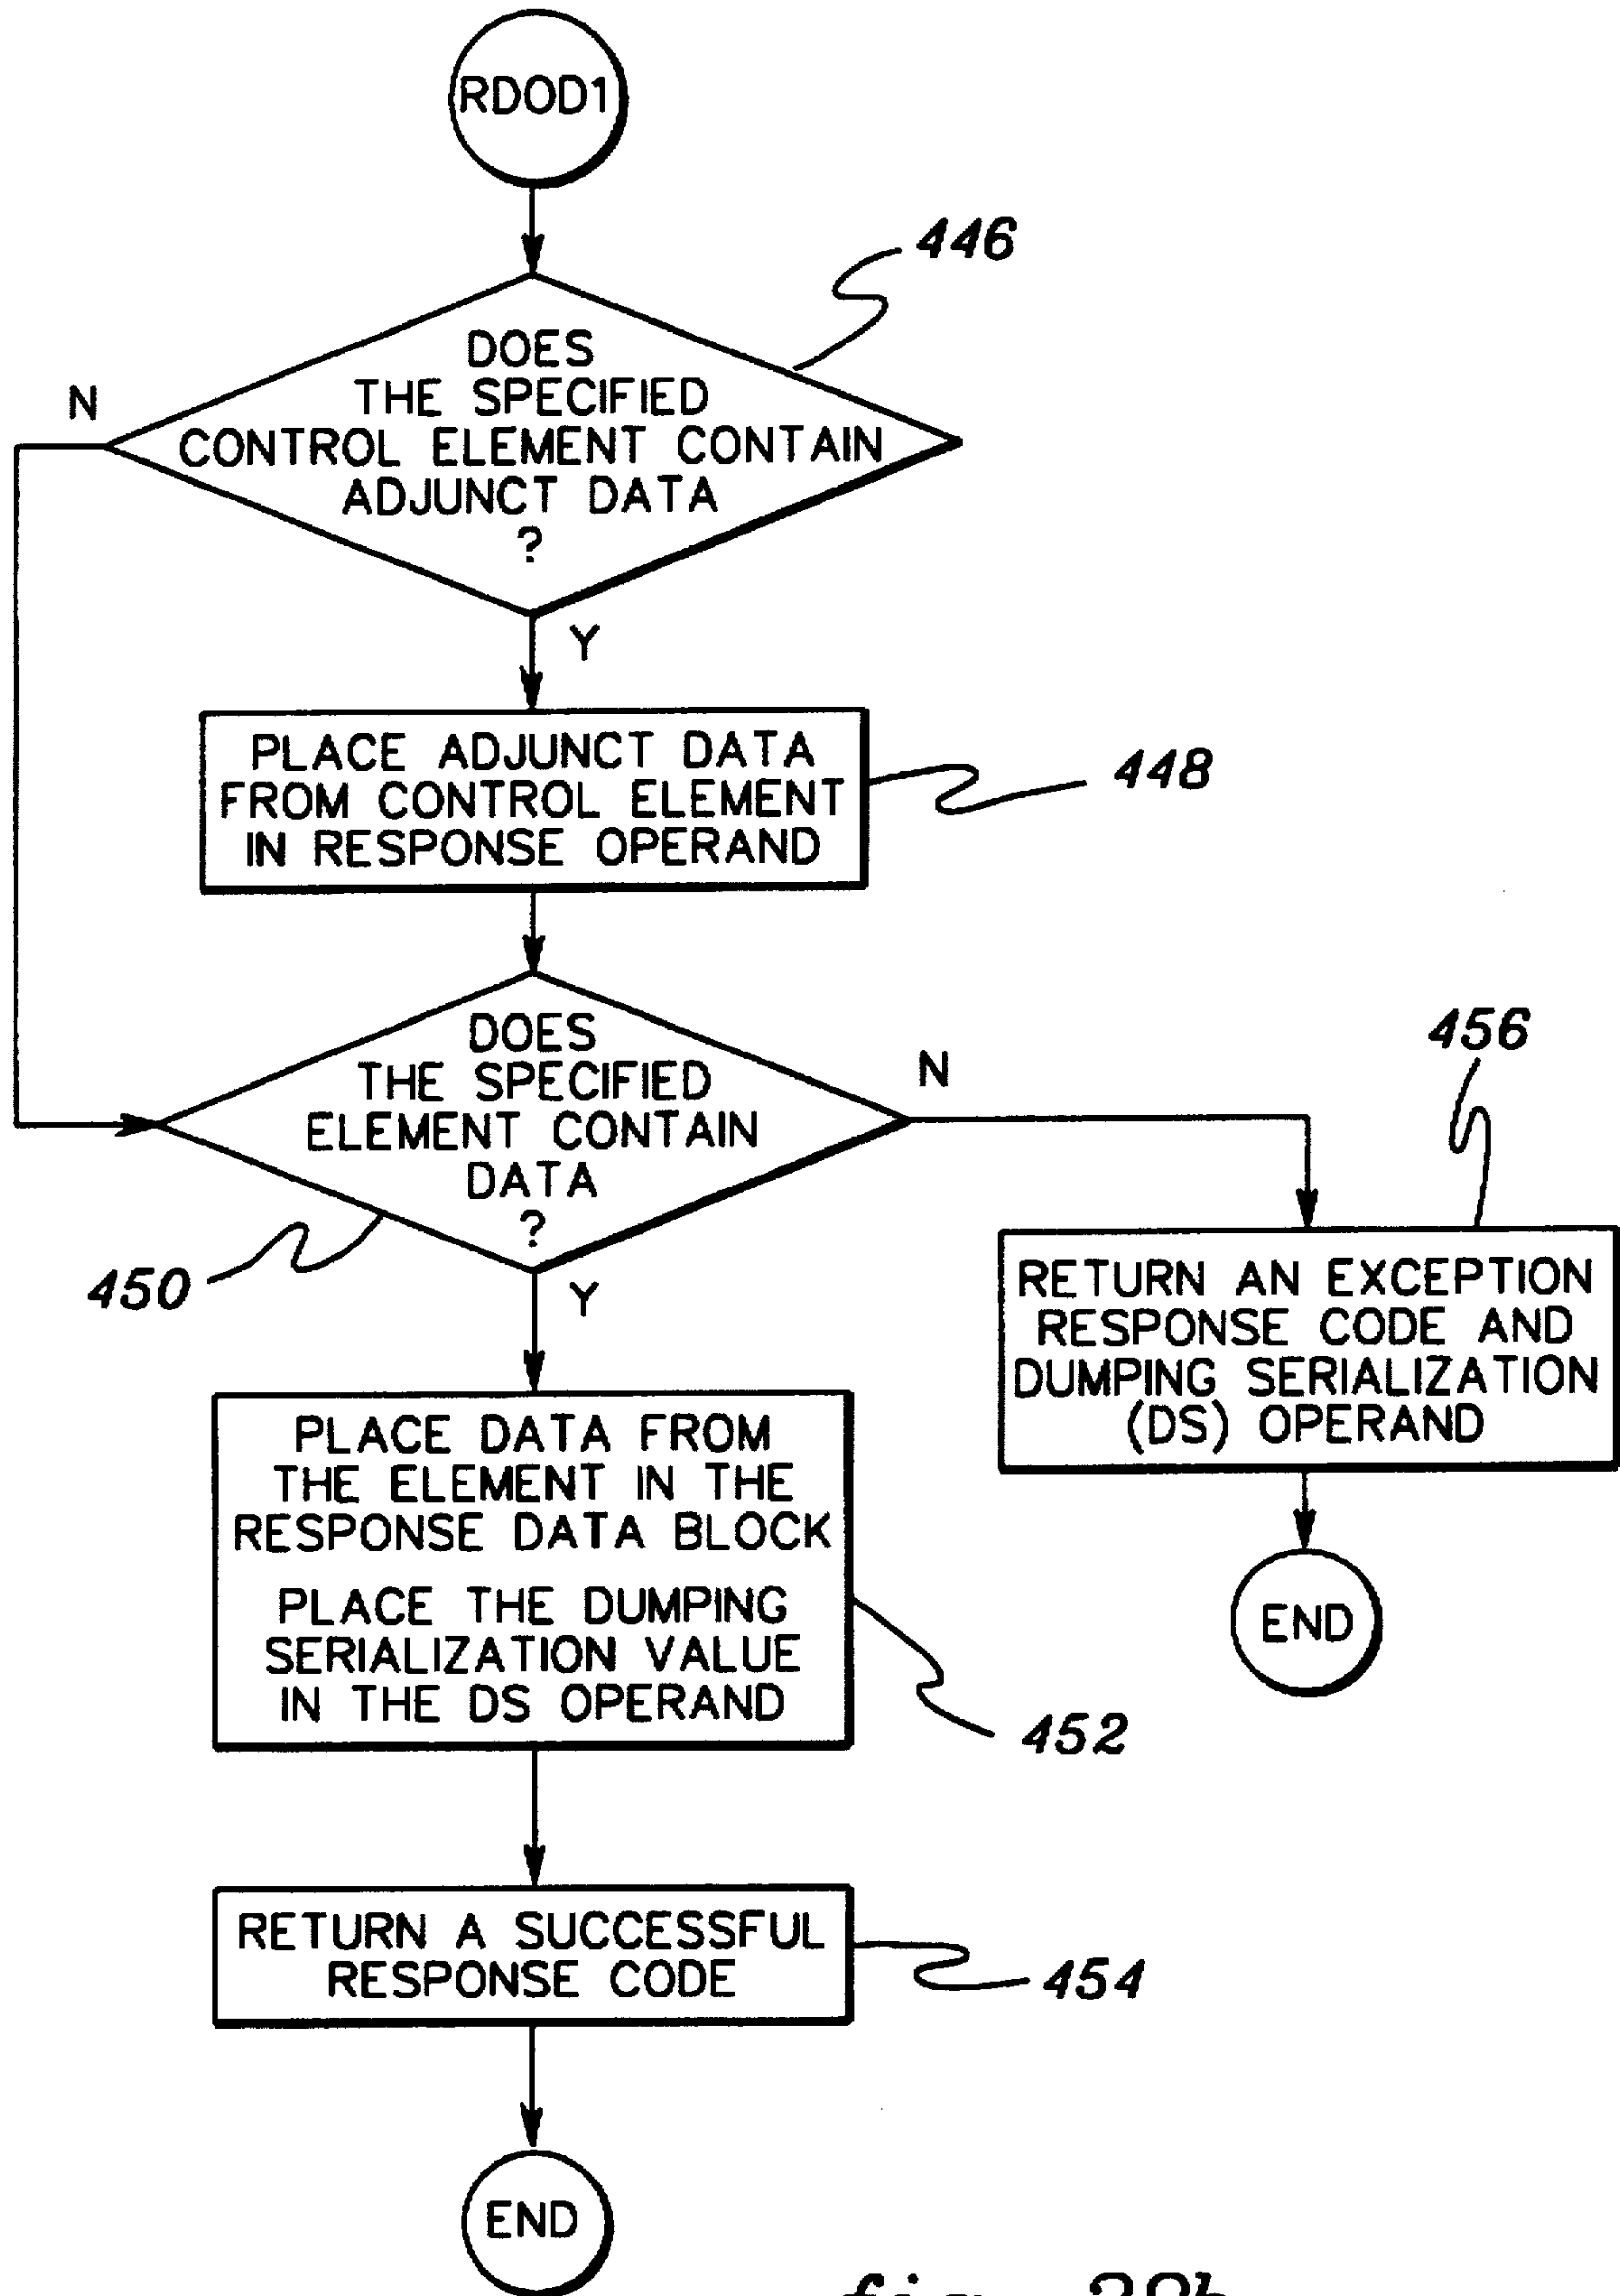 RDOD1
446
DOES
THE SPECIFIED
CONTROL ELEMENT CONTAIN
ADJUNCT DATA
?
N
Y
PLACE ADJUNCT DATA
FROM CONTROL ELEMENT
IN RESPONSE OPERAND
448
DOES
THE SPECIFIED
ELEMENT CONTAIN
DATA
?
N
456
450
Y
RETURN AN EXCEPTION
RESPONSE CODE AND
DUMPING SERIALIZATION
(DS) OPERAND
END
PLACE DATA FROM
THE ELEMENT IN THE
RESPONSE DATA BLOCK
PLACE THE DUMPING
SERIALIZATION VALUE
IN THE DS OPERAND
452
RETURN A SUCCESSFUL
RESPONSE CODE
454
END